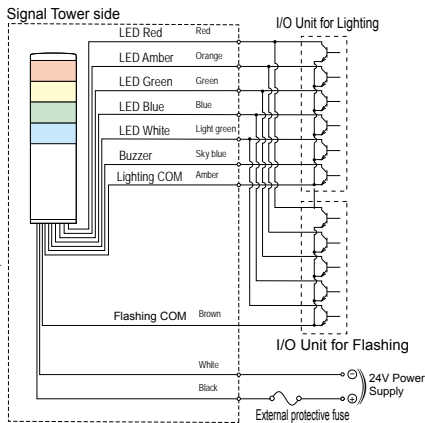 Signal Tower side
I/O Unit for Lighting
LED Red Red
LED Amber Orange
LED Green Green
LED Blue Blue
LED White Light green
Buzzer Sky blue
Lighting COM Amber
Flashing COM Brown
I/O Unit for Flashing
White
Black
24V Power
Supply
External protective fuse